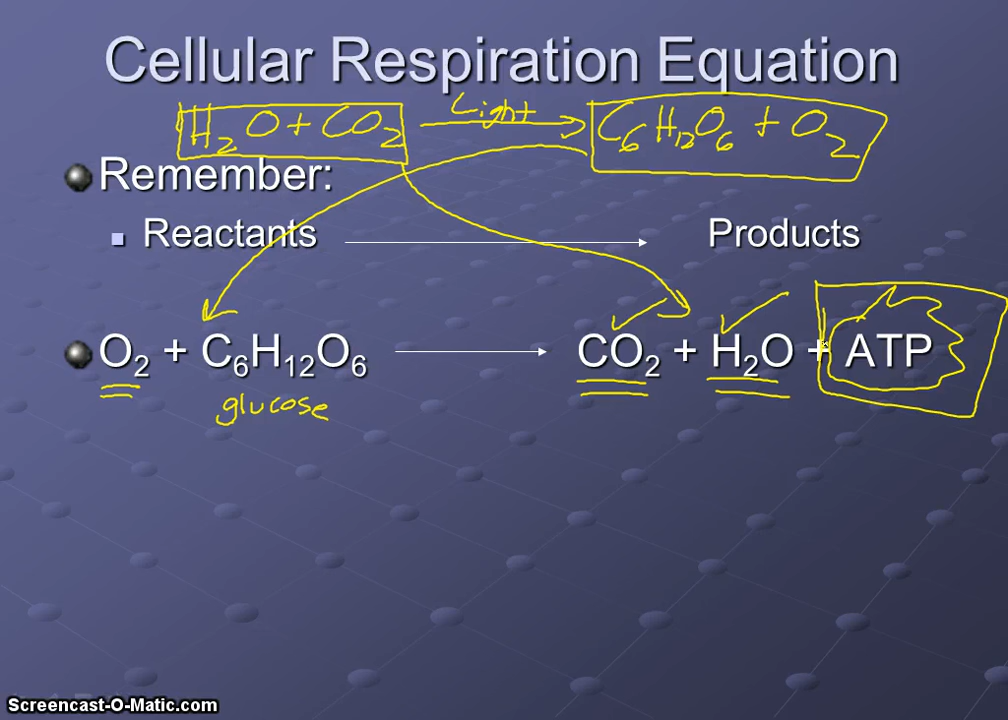 Cellular Respiration Equation
H₂O + CO₂ Light → C₆H₁₂O₆ + O₂
Remember:
Reactants → Products
O₂ + C₆H₁₂O₆ → CO₂ + H₂O + ATP
glucose
Screencast-O-Matic.com